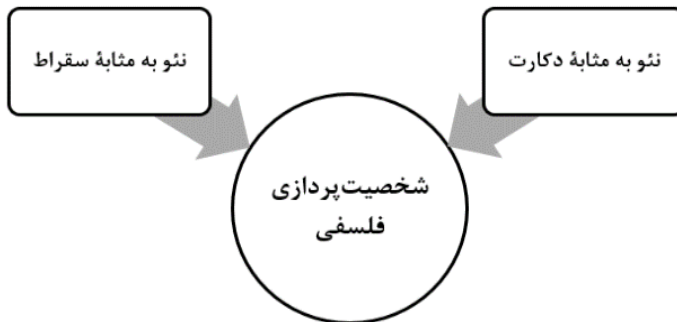 نئو به مثابهٔ دکارت
نئو به مثابهٔ سقراط
شخصیت‌پردازی
فلسفی